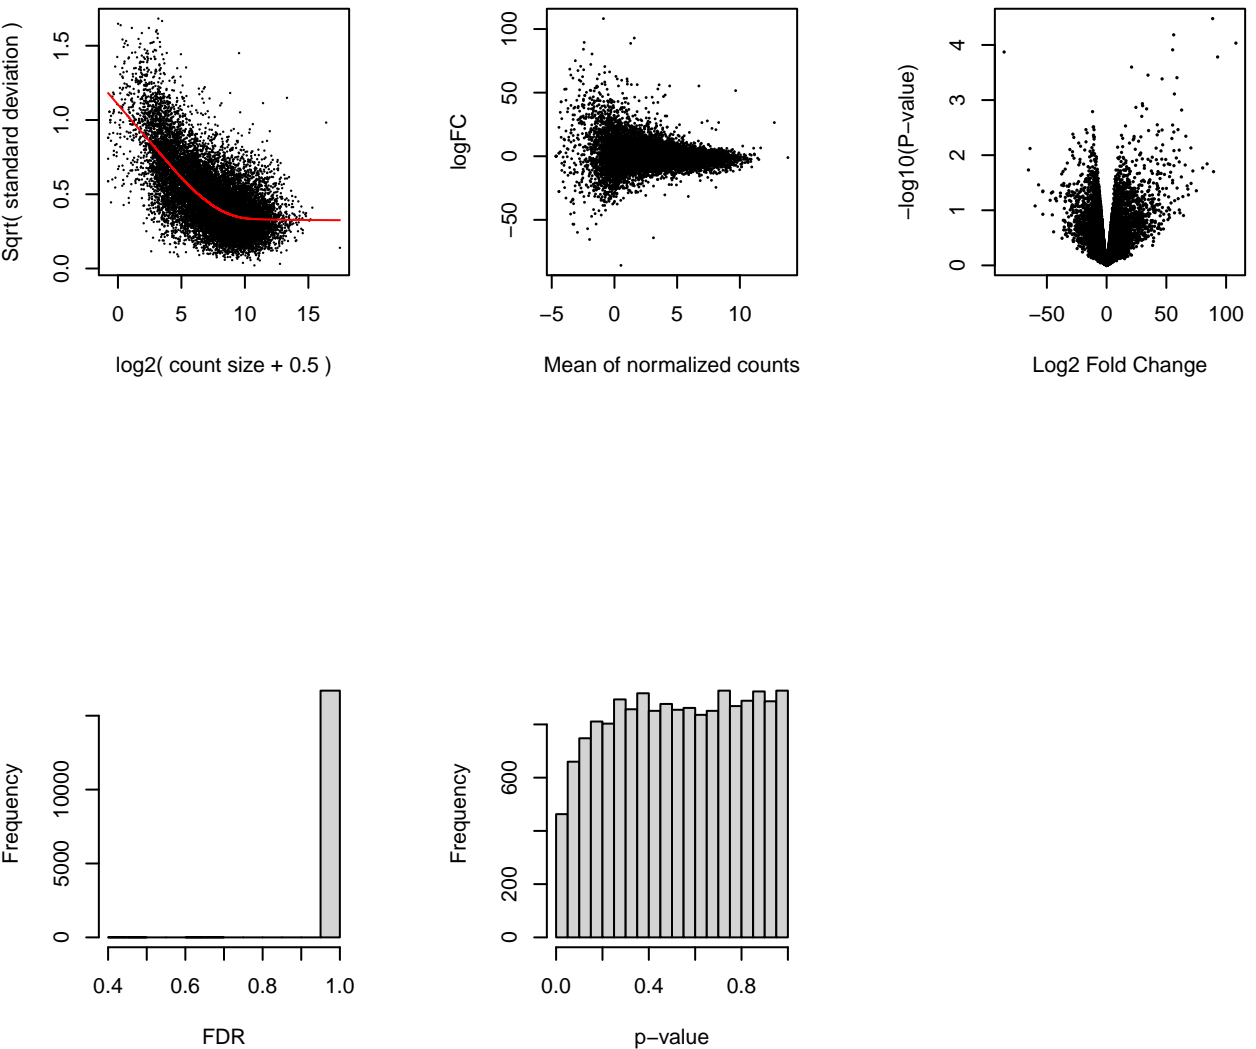 Sqrt( standard deviation )
0.0 0.5 1.0 1.5
0 5 10 15
log2( count size + 0.5 )
logFC
−50 0 50 100
−5 0 5 10
Mean of normalized counts
−log10(P−value)
0 1 2 3 4
−50 0 50 100
Log2 Fold Change
Frequency
0 5000 10000
0.4 0.6 0.8 1.0
FDR
Frequency
0 200 600
0.0 0.4 0.8
p−value